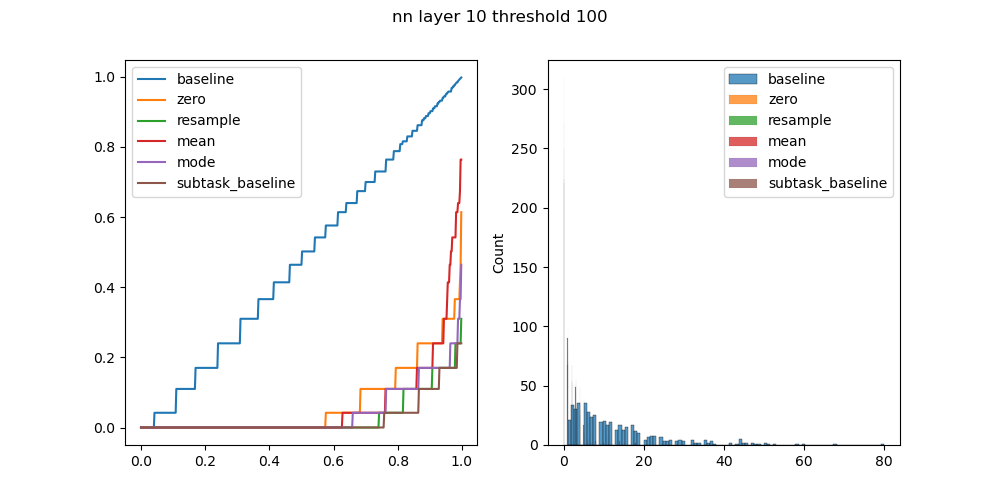 nn layer 10 threshold 100
baseline
zero
resample
mean
mode
subtask_baseline
1.0
0.8
0.6
0.4
0.2
0.0
0.0
0.2
0.4
0.6
0.8
1.0
baseline
zero
resample
mean
mode
subtask_baseline
Count
300
250
200
150
100
50
0
0
20
40
60
80